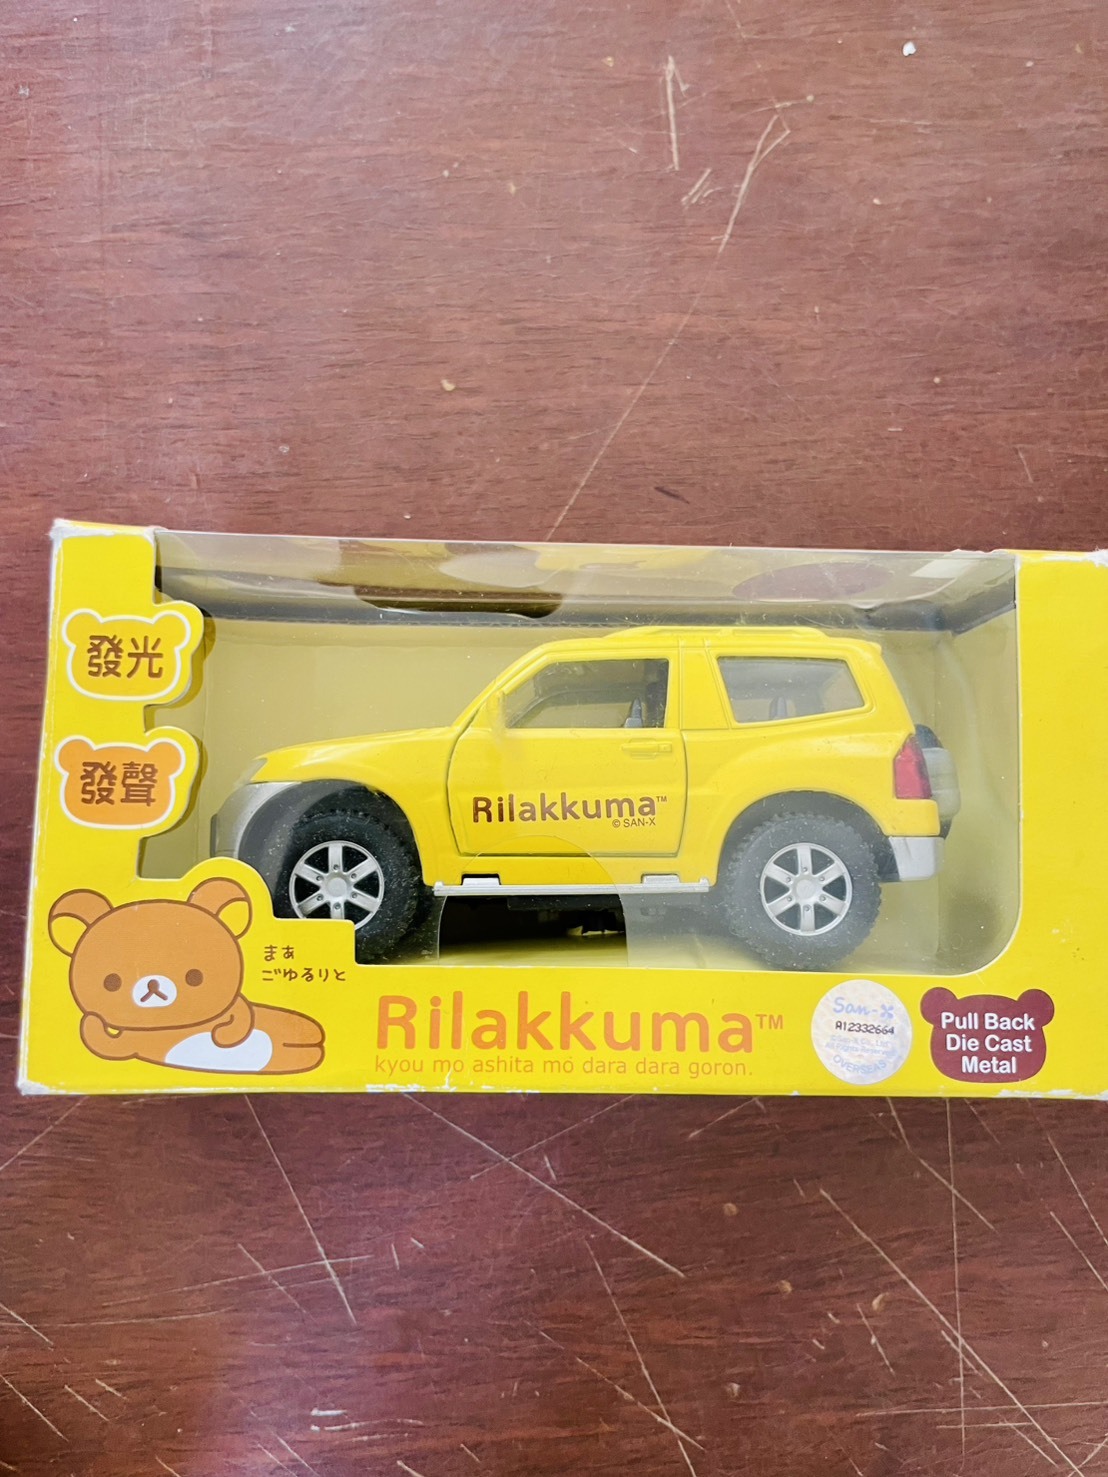 發光
發聲
Rilakkuma™
© SAN-X
まぁ
ごゆるりと
Rilakkuma™
kyou mo ashita mo dara dara goron.
San-X
A12332664
OVERSEAS
Pull Back
Die Cast
Metal